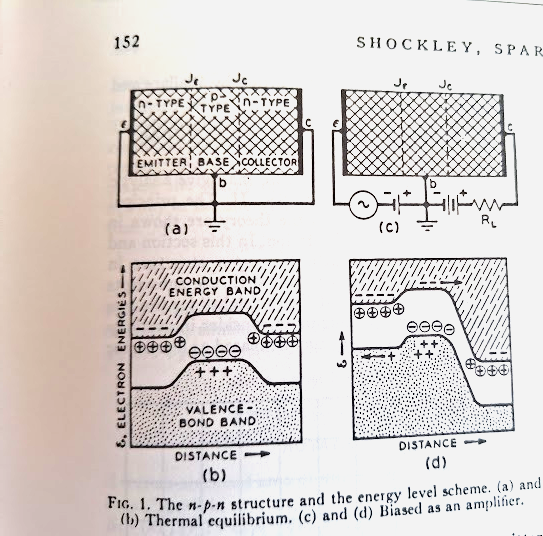 152
SHOCKLEY, SPAR
Jε Jc
n-TYPE p-TYPE n-TYPE
ε c
EMITTER BASE COLLECTOR
b
(a)
Jε Jc
ε c
b
- + - +
RL
(c)
CONDUCTION
ENERGY BAND
VALENCE-
BOND BAND
ε, ELECTRON ENERGIES
DISTANCE
(b)
ε
DISTANCE
(d)
FIG. 1. The n-p-n structure and the energy level scheme. (a) and
(b) Thermal equilibrium. (c) and (d) Biased as an amplifier.